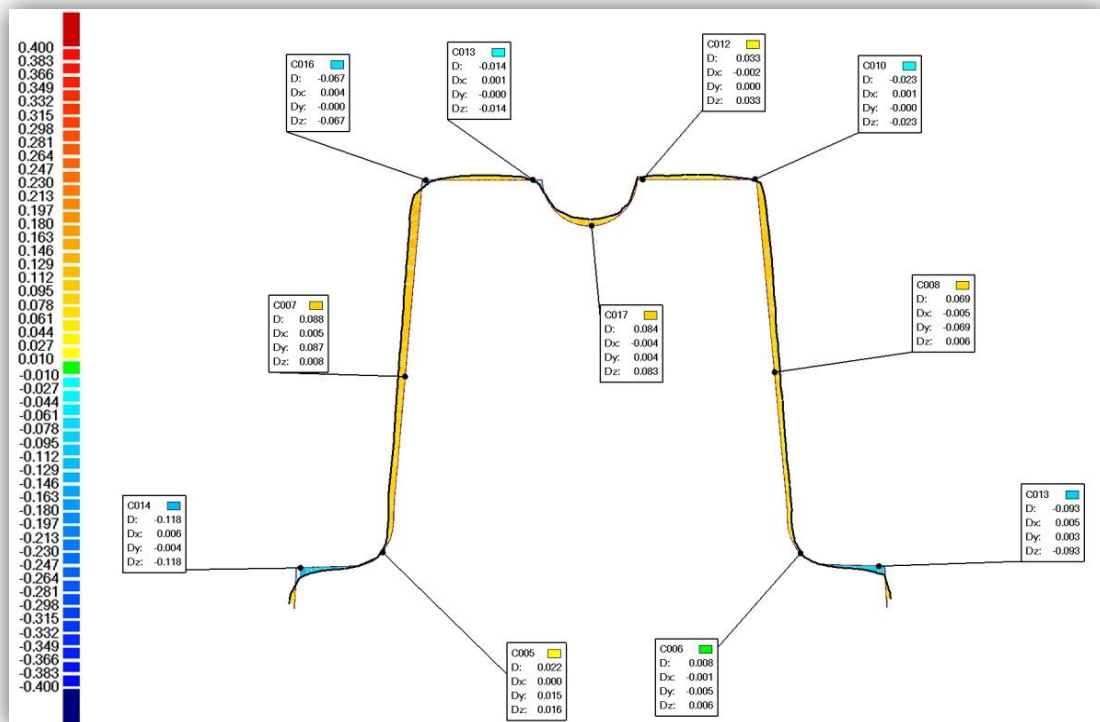 0.400
0.383
0.366
0.349
0.332
0.315
0.298
0.281
0.264
0.247
0.230
0.213
0.197
0.180
0.163
0.146
0.129
0.112
0.095
0.078
0.061
0.044
0.027
0.010
-0.010
-0.027
-0.044
-0.061
-0.078
-0.095
-0.112
-0.129
-0.146
-0.163
-0.180
-0.197
-0.213
-0.230
-0.247
-0.264
-0.281
-0.298
-0.315
-0.332
-0.349
-0.366
-0.383
-0.400
C016
D: -0.067
Dx: 0.004
Dy: -0.000
Dz: -0.067
C013
D: -0.014
Dx: 0.001
Dy: -0.000
Dz: -0.014
C012
D: 0.033
Dx: -0.002
Dy: 0.000
Dz: 0.033
C010
D: -0.023
Dx: 0.001
Dy: -0.000
Dz: -0.023
C007
D: 0.088
Dx: 0.005
Dy: 0.087
Dz: 0.008
C017
D: 0.084
Dx: -0.004
Dy: 0.004
Dz: 0.083
C008
D: 0.069
Dx: -0.005
Dy: -0.069
Dz: 0.006
C014
D: -0.118
Dx: 0.006
Dy: -0.004
Dz: -0.118
C013
D: -0.093
Dx: 0.005
Dy: 0.003
Dz: -0.093
C005
D: 0.022
Dx: 0.000
Dy: 0.015
Dz: 0.016
C006
D: 0.008
Dx: -0.001
Dy: -0.005
Dz: 0.006